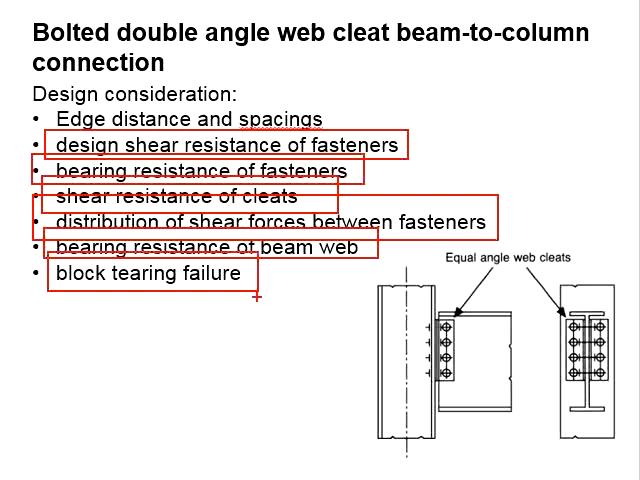 Bolted double angle web cleat beam-to-column
connection
Design consideration:
• Edge distance and spacings
• design shear resistance of fasteners
• bearing resistance of fasteners
• shear resistance of cleats
• distribution of shear forces between fasteners
• bearing resistance of beam web
• block tearing failure
Equal angle web cleats